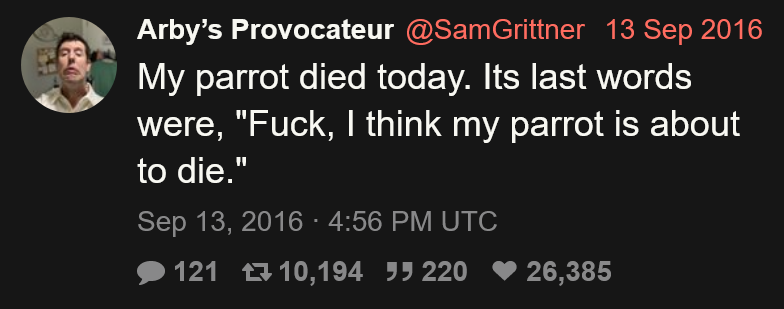 Arby’s Provocateur @SamGrittner 13 Sep 2016
My parrot died today. Its last words
were, "Fuck, I think my parrot is about
to die."
Sep 13, 2016 · 4:56 PM UTC
121 10,194 220 26,385